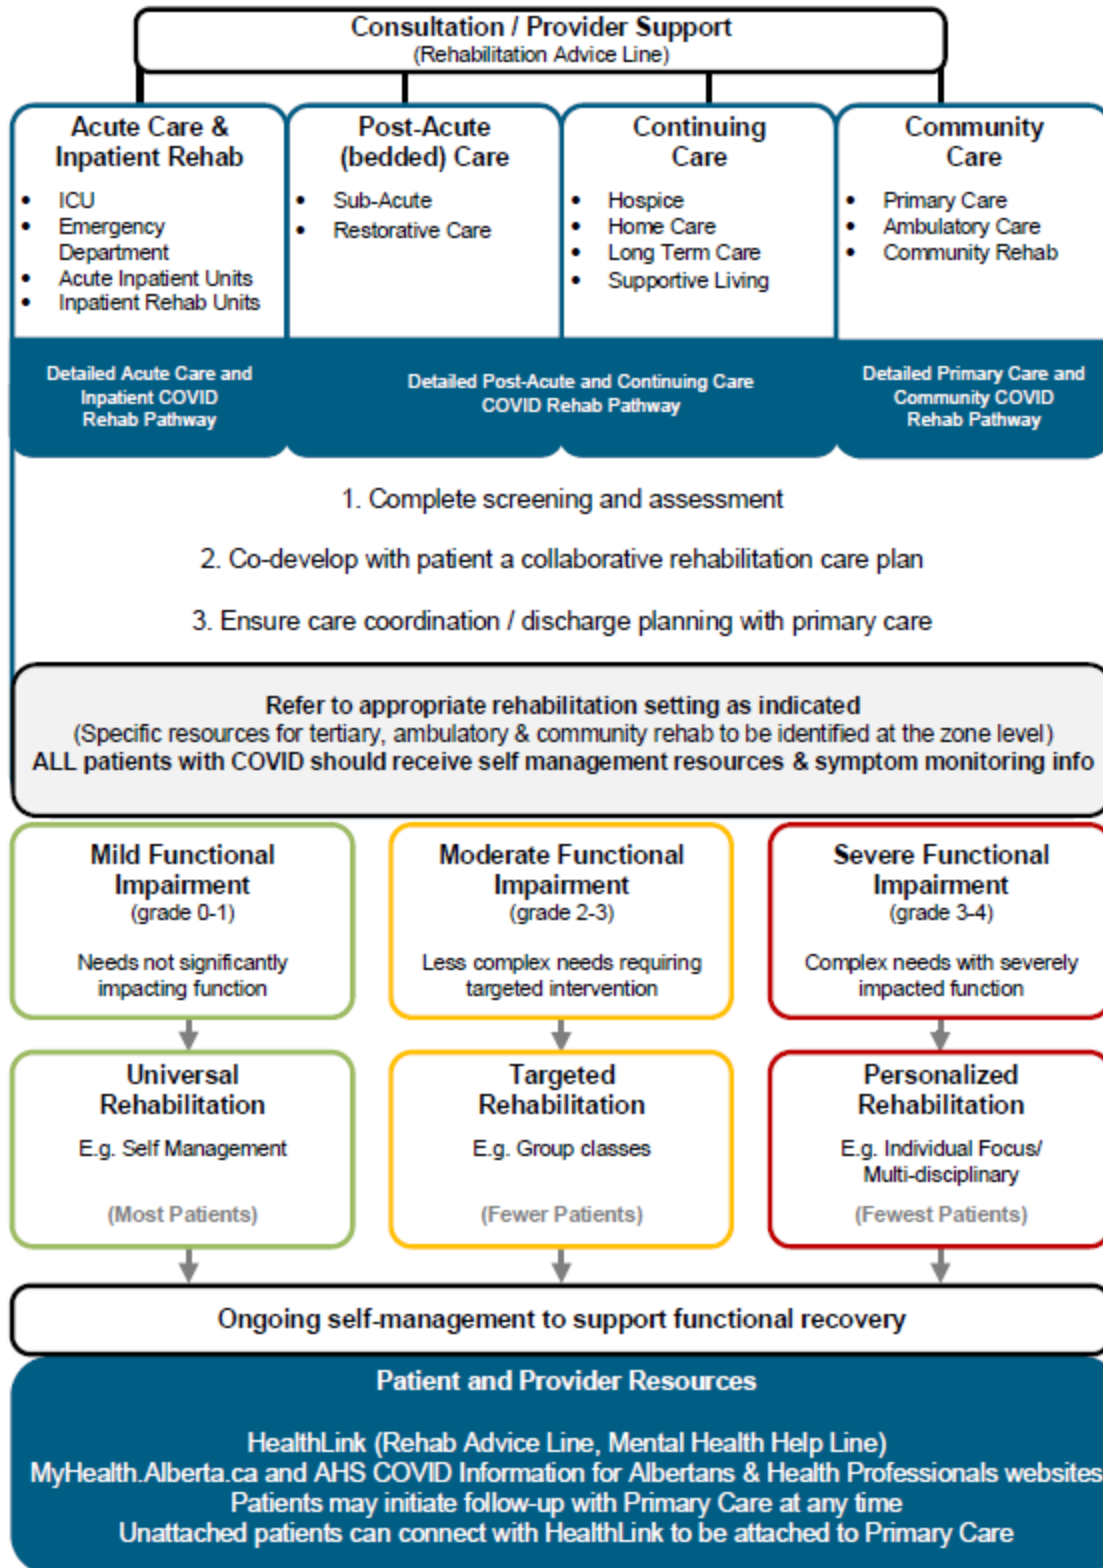 Consultation / Provider Support
(Rehabilitation Advice Line)
Acute Care &
Inpatient Rehab
• ICU
• Emergency
Department
• Acute Inpatient Units
• Inpatient Rehab Units
Post-Acute
(bedded) Care
• Sub-Acute
• Restorative Care
Continuing
Care
• Hospice
• Home Care
• Long Term Care
• Supportive Living
Community
Care
• Primary Care
• Ambulatory Care
• Community Rehab
Detailed Acute Care and
Inpatient COVID
Rehab Pathway
Detailed Post-Acute and Continuing Care
COVID Rehab Pathway
Detailed Primary Care and
Community COVID
Rehab Pathway
1. Complete screening and assessment
2. Co-develop with patient a collaborative rehabilitation care plan
3. Ensure care coordination / discharge planning with primary care
Refer to appropriate rehabilitation setting as indicated
(Specific resources for tertiary, ambulatory & community rehab to be identified at the zone level)
ALL patients with COVID should receive self management resources & symptom monitoring info
Mild Functional
Impairment
(grade 0-1)
Needs not significantly
impacting function
Moderate Functional
Impairment
(grade 2-3)
Less complex needs requiring
targeted intervention
Severe Functional
Impairment
(grade 3-4)
Complex needs with severely
impacted function
Universal
Rehabilitation
E.g. Self Management
(Most Patients)
Targeted
Rehabilitation
E.g. Group classes
(Fewer Patients)
Personalized
Rehabilitation
E.g. Individual Focus/
Multi-disciplinary
(Fewest Patients)
Ongoing self-management to support functional recovery
Patient and Provider Resources
HealthLink (Rehab Advice Line, Mental Health Help Line)
MyHealth.Alberta.ca and AHS COVID Information for Albertans & Health Professionals websites
Patients may initiate follow-up with Primary Care at any time
Unattached patients can connect with HealthLink to be attached to Primary Care